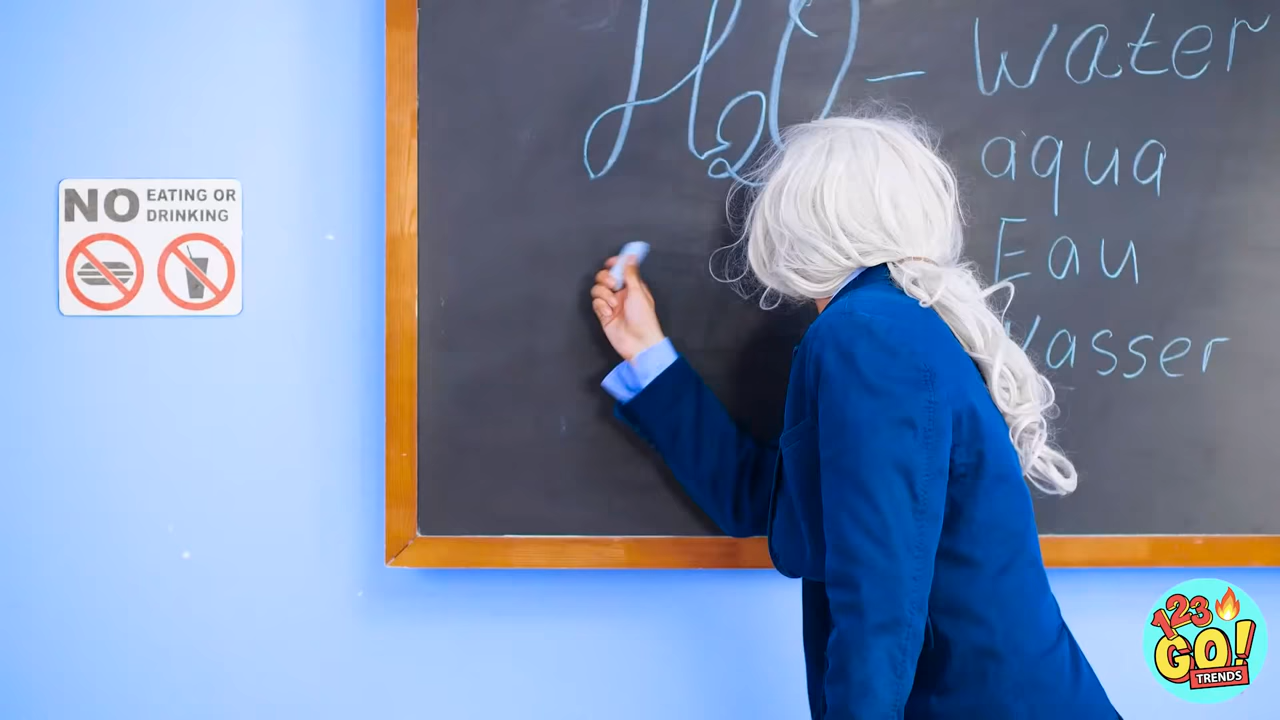 H2O – water
aqua
Eau
Wasser
NO EATING OR
DRINKING
123
GO!
TRENDS